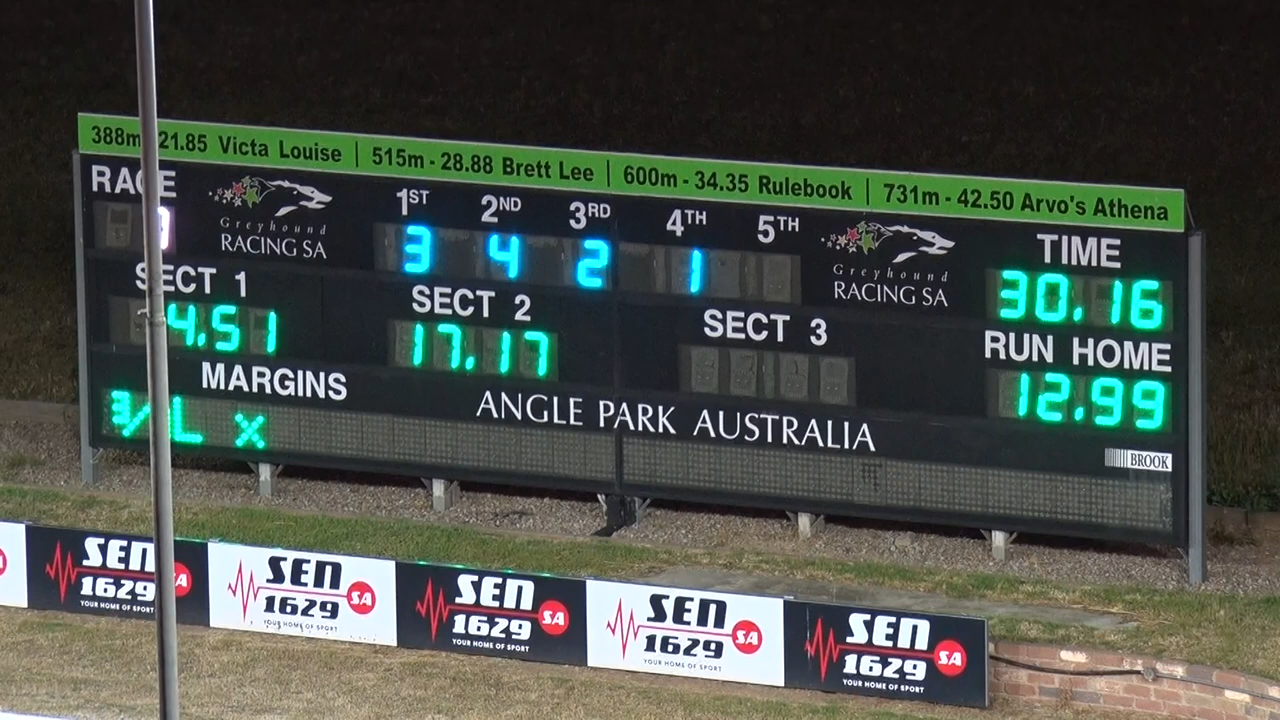 388m 21.85 Victa Louise | 515m - 28.88 Brett Lee | 600m - 34.35 Rulebook | 731m - 42.50 Arvo's Athena
RACE
Greyhound
RACING SA
1ST 2ND 3RD 4TH 5TH
3 4 2 1
Greyhound
RACING SA
TIME
30.16
SECT 1
4.51
SECT 2
17.17
SECT 3
RUN HOME
12.99
MARGINS
3/L x
ANGLE PARK AUSTRALIA
BROOK
SEN
1629
SA
YOUR HOME OF SPORT
SEN
1629
SA
YOUR HOME OF SPORT
SEN
1629
SA
YOUR HOME OF SPORT
SEN
1629
SA
YOUR HOME OF SPORT
SEN
1629
SA
YOUR HOME OF SPORT